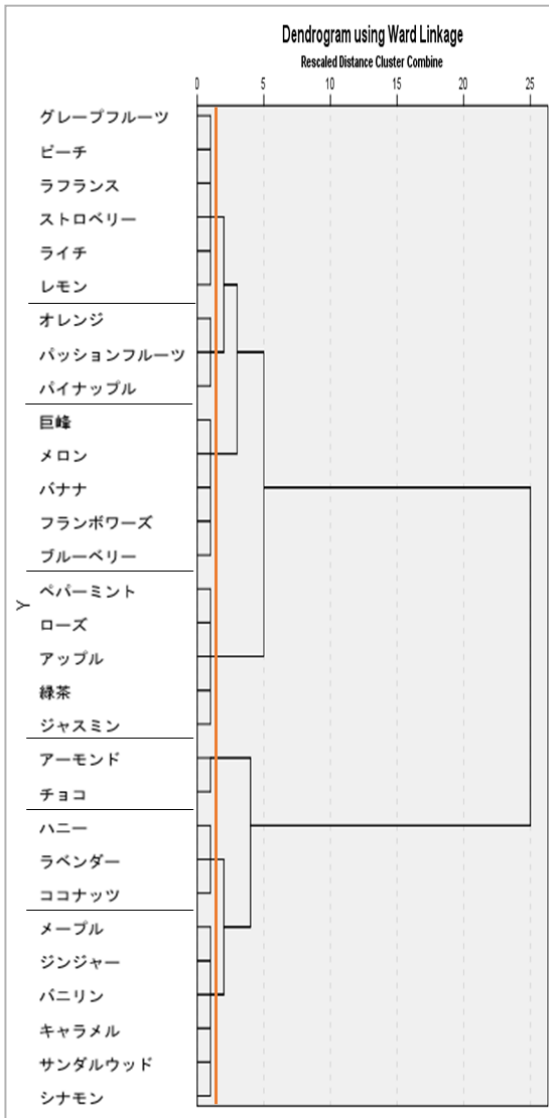 Dendrogram using Ward Linkage
Rescaled Distance Cluster Combine
0 5 10 15 20 25
グレープフルーツ
ピーチ
ラフランス
ストロベリー
ライチ
レモン
オレンジ
パッションフルーツ
パイナップル
巨峰
メロン
バナナ
フランボワーズ
ブルーベリー
ペパーミント
ローズ
アップル
緑茶
ジャスミン
アーモンド
チョコ
ハニー
ラベンダー
ココナッツ
メープル
ジンジャー
バニリン
キャラメル
サンダルウッド
シナモン
Y